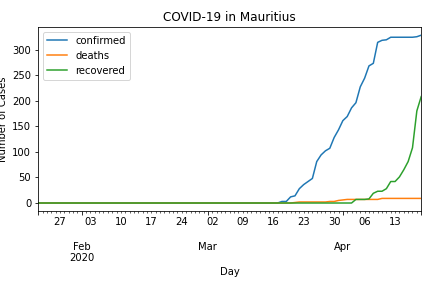 COVID-19 in Mauritius
confirmed
deaths
recovered
300
250
200
150
100
50
0
Number of Cases
27 03 10 17 24 02 09 16 23 30 06 13
Feb Mar Apr
2020
Day